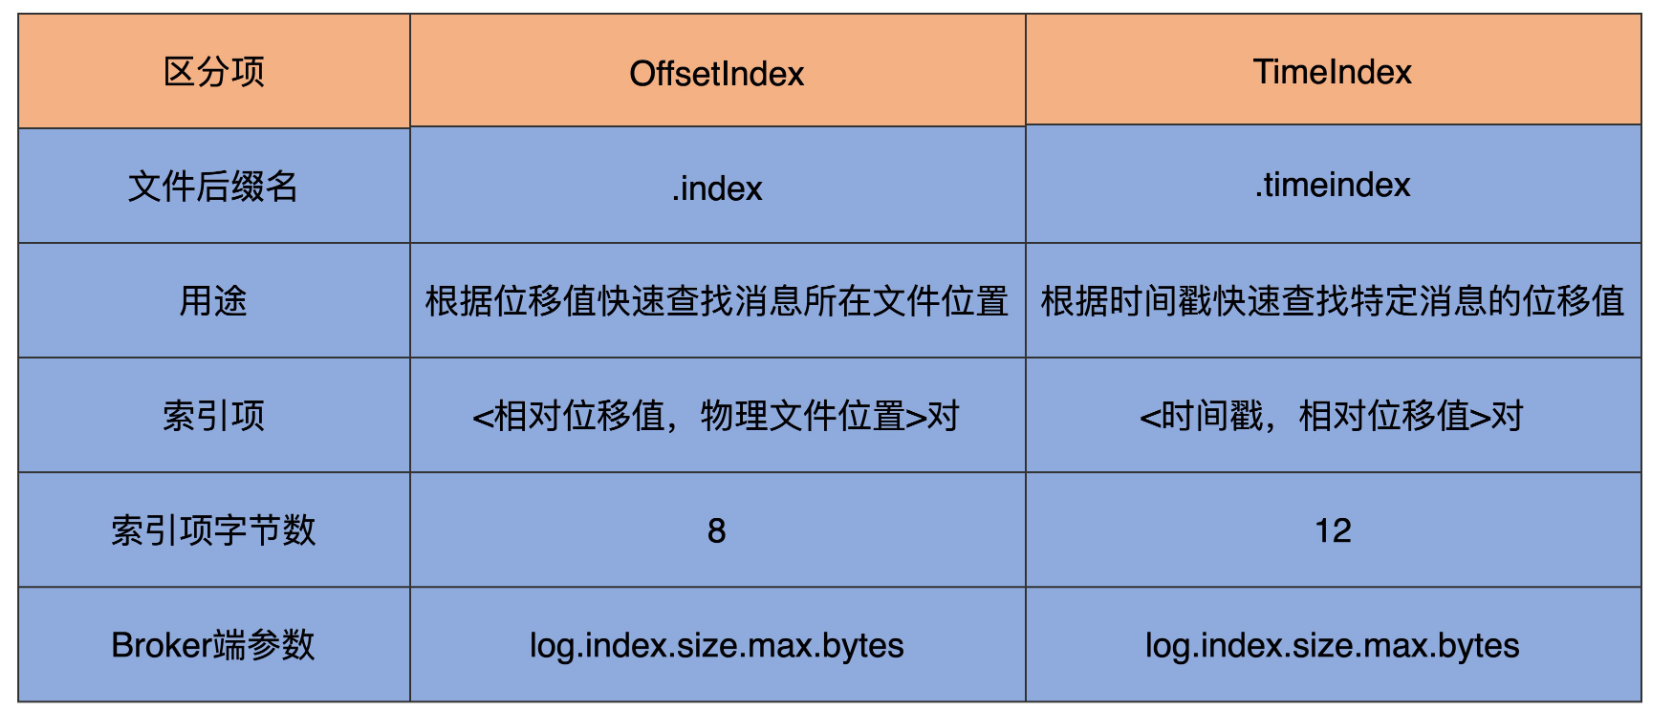 区分项 OffsetIndex TimeIndex
文件后缀名 .index .timeindex
用途 根据位移值快速查找消息所在文件位置 根据时间戳快速查找特定消息的位移值
索引项 <相对位移值，物理文件位置>对 <时间戳，相对位移值>对
索引项字节数 8 12
Broker端参数 log.index.size.max.bytes log.index.size.max.bytes